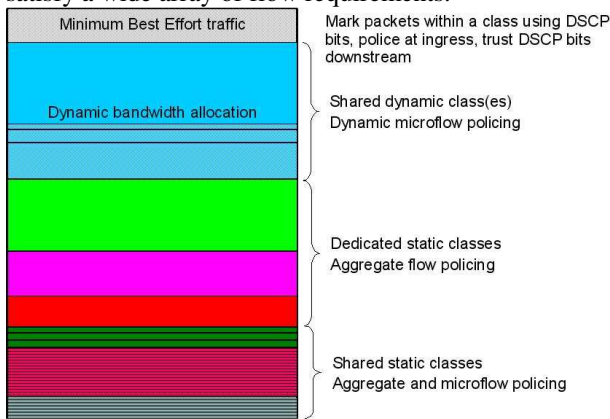 satisfy a wide array of flow requirements.
Minimum Best Effort traffic
Mark packets within a class using DSCP
bits, police at ingress, trust DSCP bits
downstream
Dynamic bandwidth allocation
Shared dynamic class(es)
Dynamic microflow policing
Dedicated static classes
Aggregate flow policing
Shared static classes
Aggregate and microflow policing